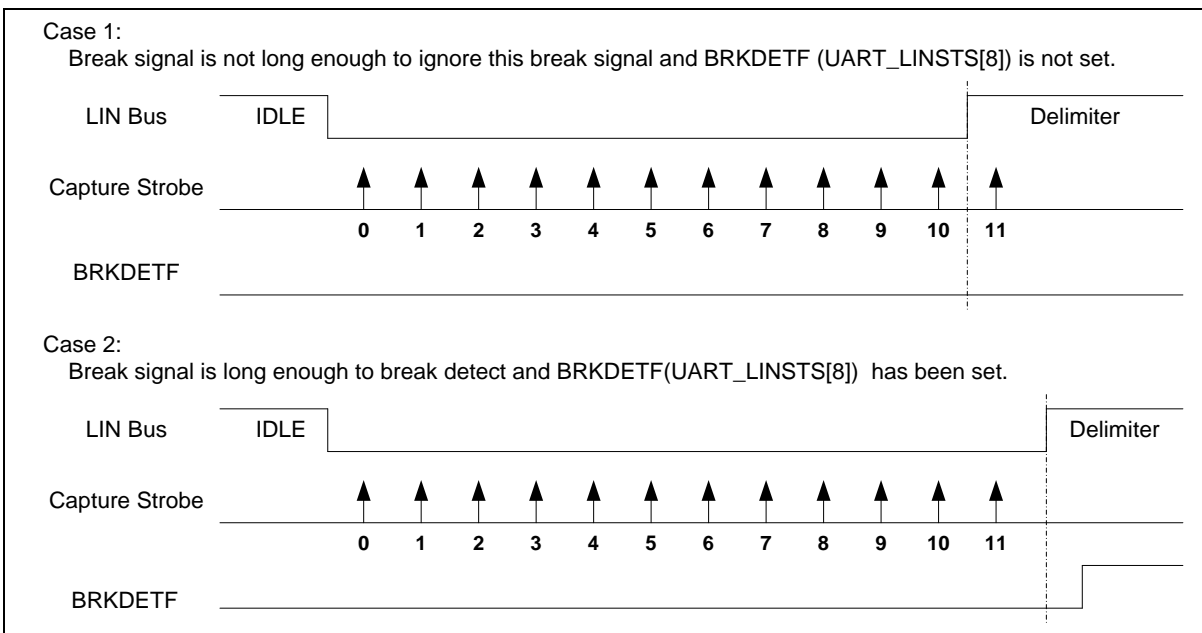 Case 1:
Break signal is not long enough to ignore this break signal and BRKDETF (UART_LINSTS[8]) is not set.
LIN Bus IDLE Delimiter
Capture Strobe
0 1 2 3 4 5 6 7 8 9 10 11
BRKDETF
Case 2:
Break signal is long enough to break detect and BRKDETF(UART_LINSTS[8]) has been set.
LIN Bus IDLE Delimiter
Capture Strobe
0 1 2 3 4 5 6 7 8 9 10 11
BRKDETF